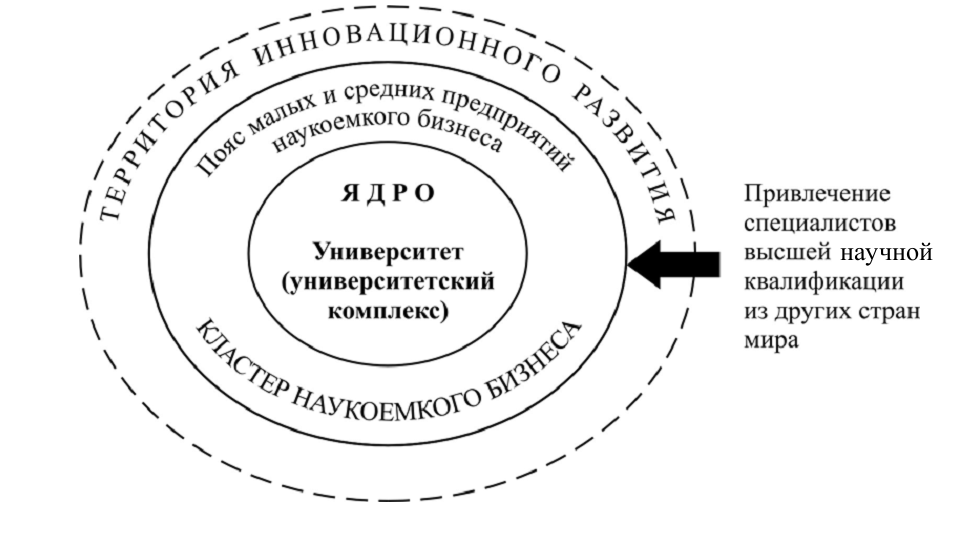 ТЕРРИТОРИЯ ИННОВАЦИОННОГО РАЗВИТИЯ
Пояс малых и средних предприятий
наукоемкого бизнеса
ЯДРО
Университет
(университетский
комплекс)
КЛАСТЕР НАУКОЕМКОГО БИЗНЕСА
Привлечение
специалистов
высшей научной
квалификации
из других стран
мира